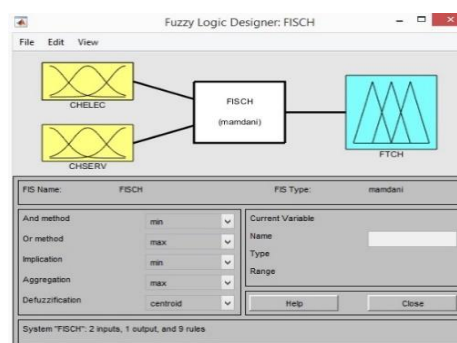 Fuzzy Logic Designer: FISCH
File Edit View
CHELEC
FISCH
(mamdani)
CHSERV
FTCH
FIS Name: FISCH FIS Type: mamdani
And method min
Or method max
Implication min
Aggregation max
Defuzzification centroid
Current Variable
Name
Type
Range
Help Close
System "FISCH": 2 inputs, 1 output, and 9 rules